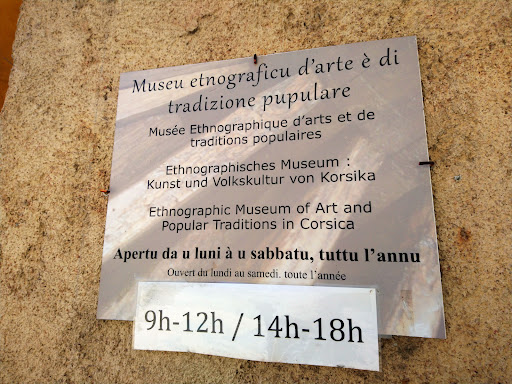 Museu etnograficu d'arte è di
tradizione pupulare
Musée Ethnographique d'arts et de
traditions populaires
Ethnographisches Museum :
Kunst und Volkskultur von Korsika
Ethnographic Museum of Art and
Popular Traditions in Corsica
Apertu da u luni à u sabbatu, tuttu l'annu
Ouvert du lundi au samedi. toute l'année
9h-12h / 14h-18h